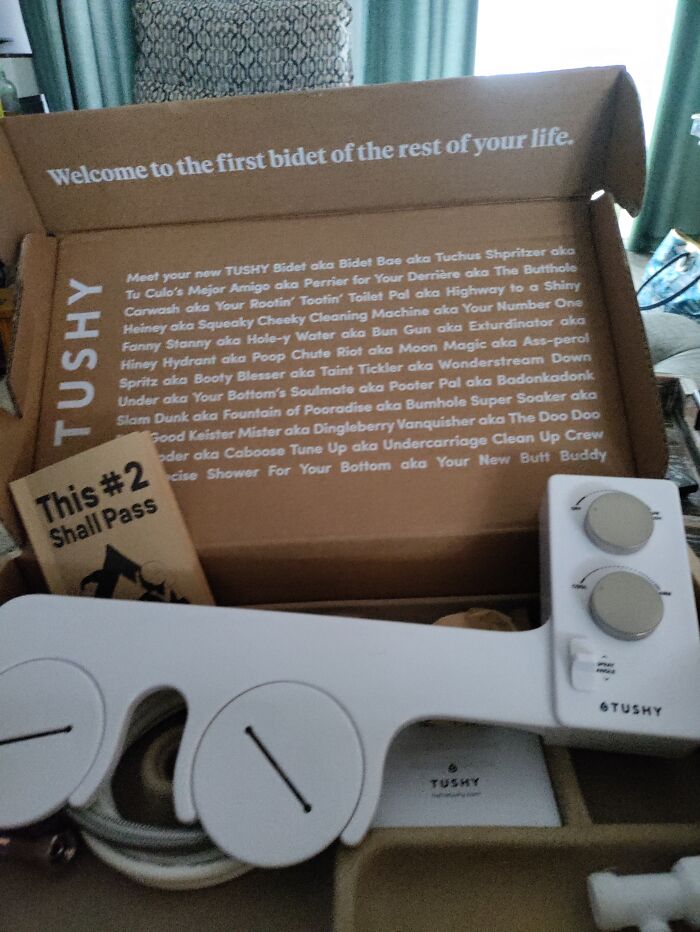 Welcome to the first bidet of the rest of your life.
TUSHY
Meet your new TUSHY Bidet aka Bidet Bae aka Tuchus Shpritzer aka
Tu Culo's Mejor Amigo aka Perrier for Your Derrière aka The Butthole
Carwash aka Your Rootin' Tootin' Toilet Pal aka Highway to a Shiny
Heiney aka Squeaky Cheeky Cleaning Machine aka Your Number One
Fanny Stanny aka Hole-y Water aka Bun Gun aka Exturdinator aka
Hiney Hydrant aka Poop Chute Riot aka Moon Magic aka Ass-perol
Spritz aka Booty Blesser aka Taint Tickler aka Wonderstream Down
Under aka Your Bottom's Soulmate aka Pooter Pal aka Badonkadonk
Slam Dunk aka Fountain of Pooradise aka Bumhole Super Soaker aka
Good Keister Mister aka Dingleberry Vanquisher aka The Doo Doo
oder aka Caboose Tune Up aka Undercarriage Clean Up Crew
cise Shower For Your Bottom aka Your New Butt Buddy
This #2
Shall Pass
SPRAY
ANGLE
TUSHY
TUSHY